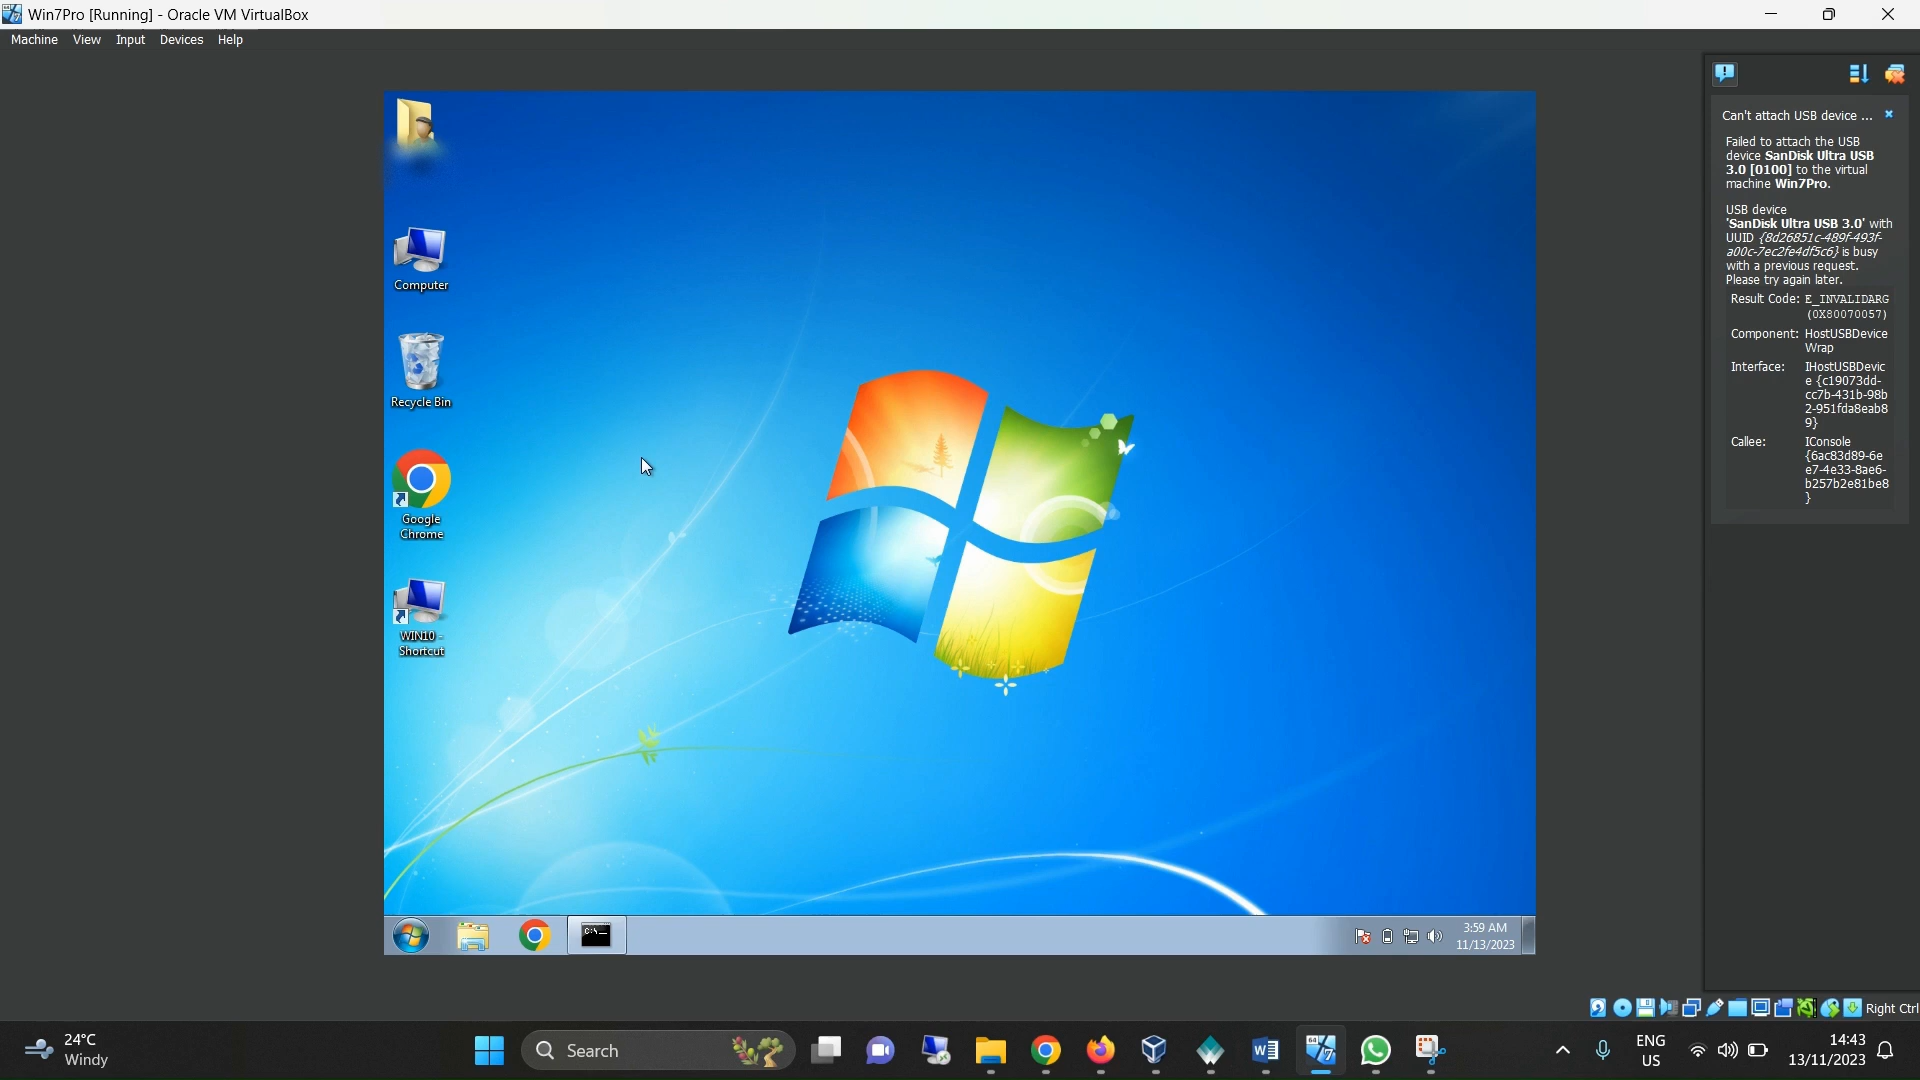 Win7Pro [Running] - Oracle VM VirtualBox
Machine View Input Devices Help
Can't attach USB device ...
Failed to attach the USB
device SanDisk Ultra USB
3.0 [0100] to the virtual
machine Win7Pro.
USB device
'SanDisk Ultra USB 3.0' with
UUID {8d26851c-489f-493f-
a00c-7ec2fe4df5c6} is busy
with a previous request.
Please try again later.
Result Code: E_INVALIDARG
(0X80070057)
Component: HostUSBDevice
Wrap
Interface: IHostUSBDevic
e {c19073dd-
cc7b-431b-98b
2-951fda8eab8
9}
Callee: IConsole
{6ac83d89-6e
e7-4e33-8ae6-
b257b2e81be8
}
Computer
Recycle Bin
Google
Chrome
WIN10 -
Shortcut
3:59 AM
11/13/2023
Right Ctrl
24°C
Windy
Search
ENG
US
14:43
13/11/2023